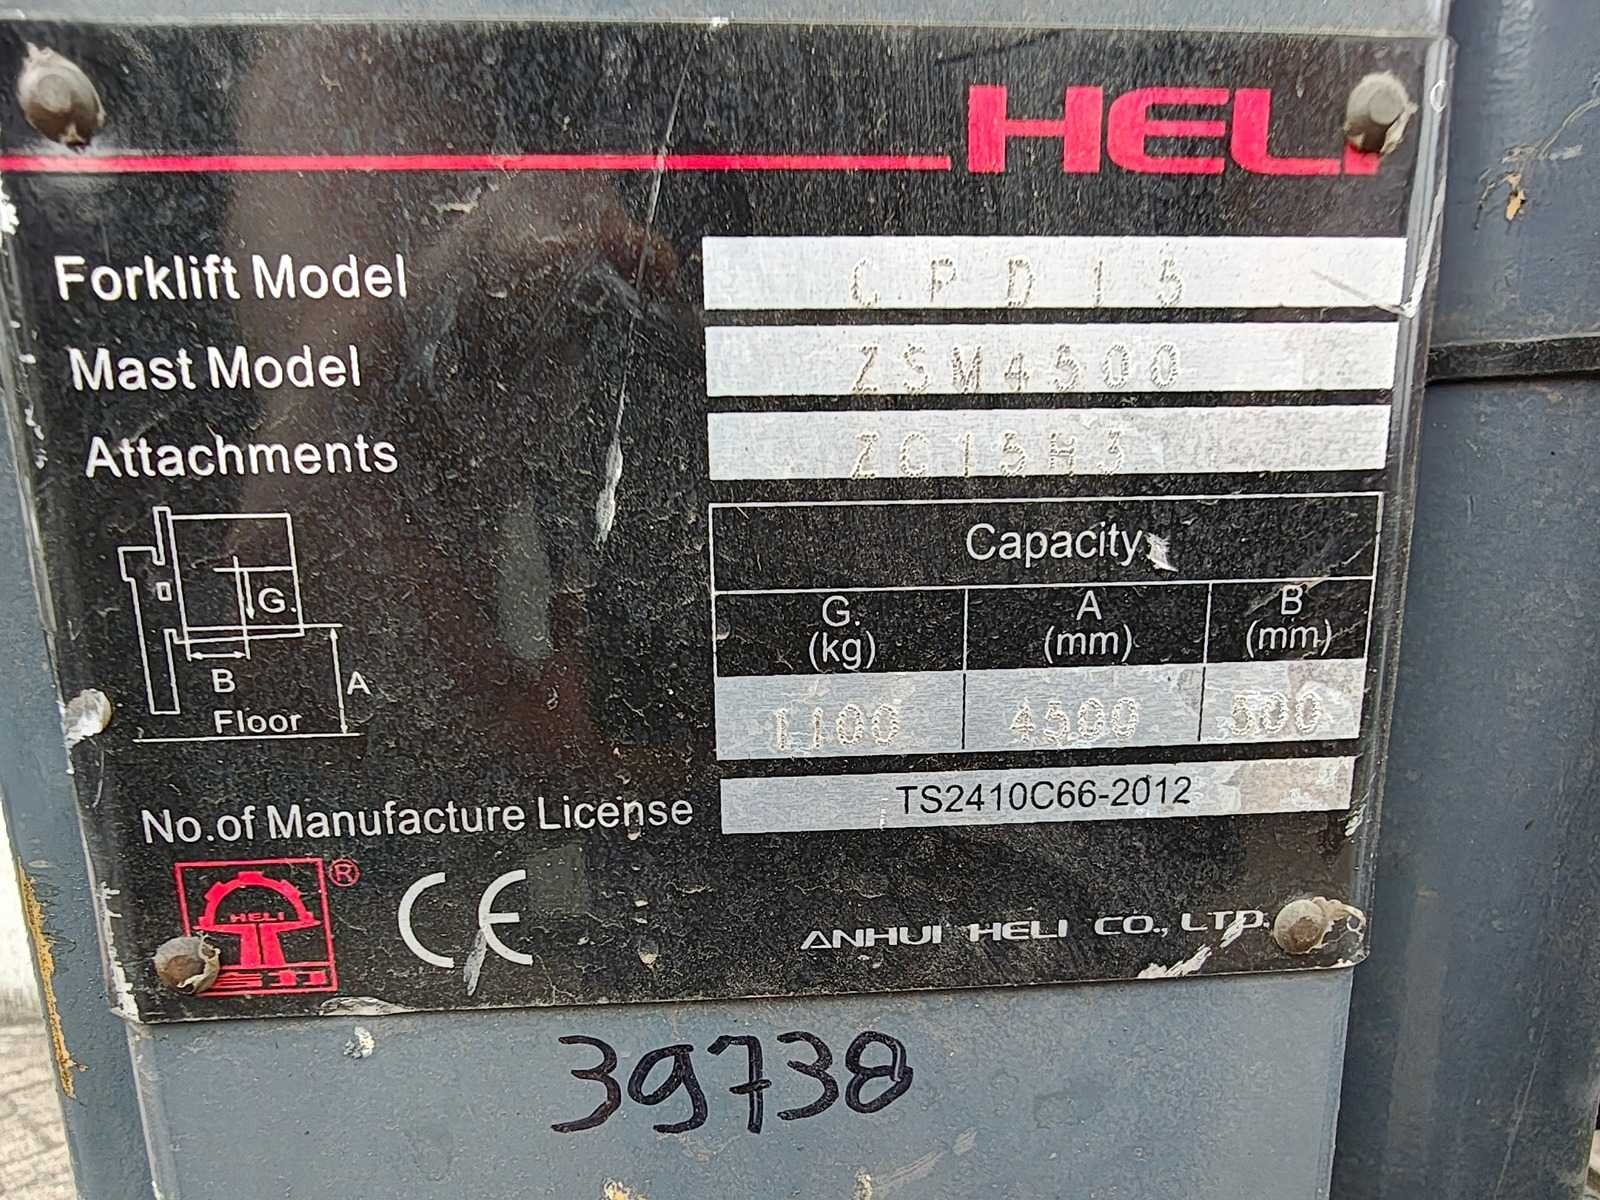 HELI
Forklift Model CPD15
Mast Model ZSM4500
Attachments ZC15H3
Capacity
G. (kg) A (mm) B (mm)
1100 4500 500
G.
B
A
Floor
No.of Manufacture License TS2410C66-2012
HELI
®
CE
ANHUI HELI CO., LTD.
39738